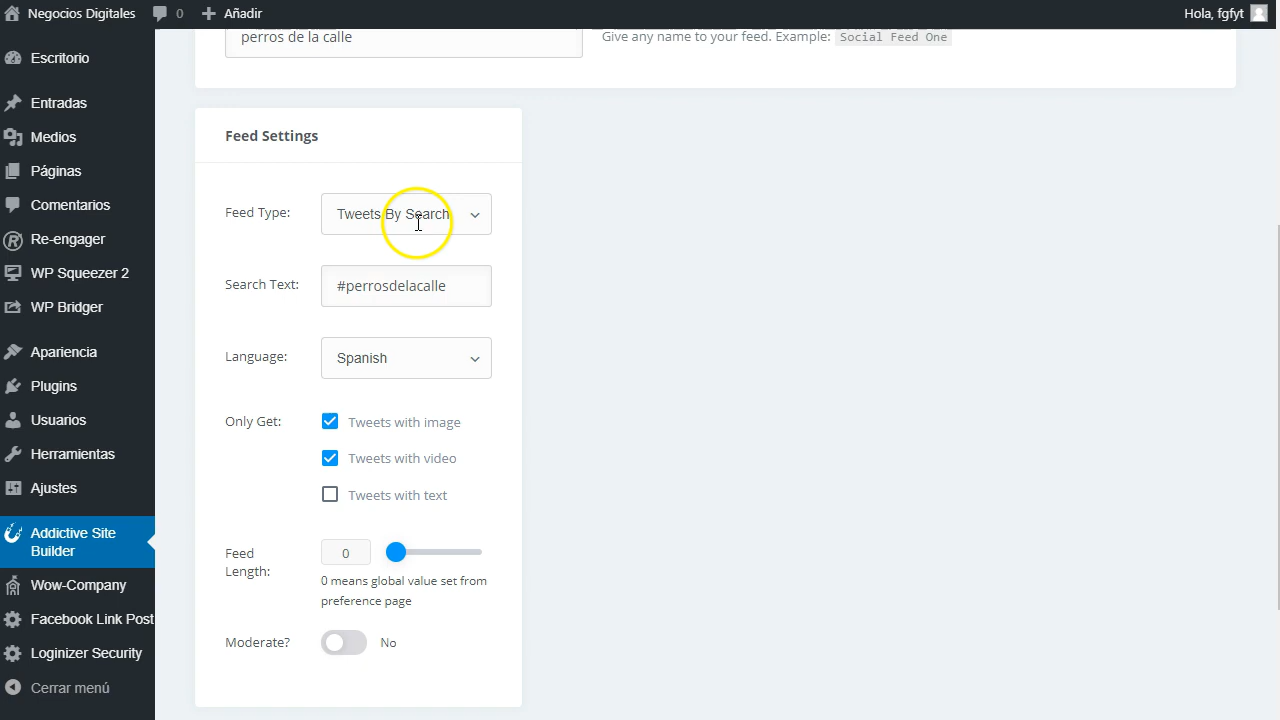 Negocios Digitales
0
Añadir
Hola, fgfyt
Escritorio
Entradas
Medios
Páginas
Comentarios
Re-engager
WP Squeezer 2
WP Bridger
Apariencia
Plugins
Usuarios
Herramientas
Ajustes
Addictive Site
Builder
Wow-Company
Facebook Link Post
Loginizer Security
Cerrar menú
perros de la calle
Give any name to your feed. Example: Social Feed One
Feed Settings
Feed Type:
Tweets By Search
Search Text:
#perrosdelacalle
Language:
Spanish
Only Get:
Tweets with image
Tweets with video
Tweets with text
Feed
Length:
0
0 means global value set from
preference page
Moderate?
No